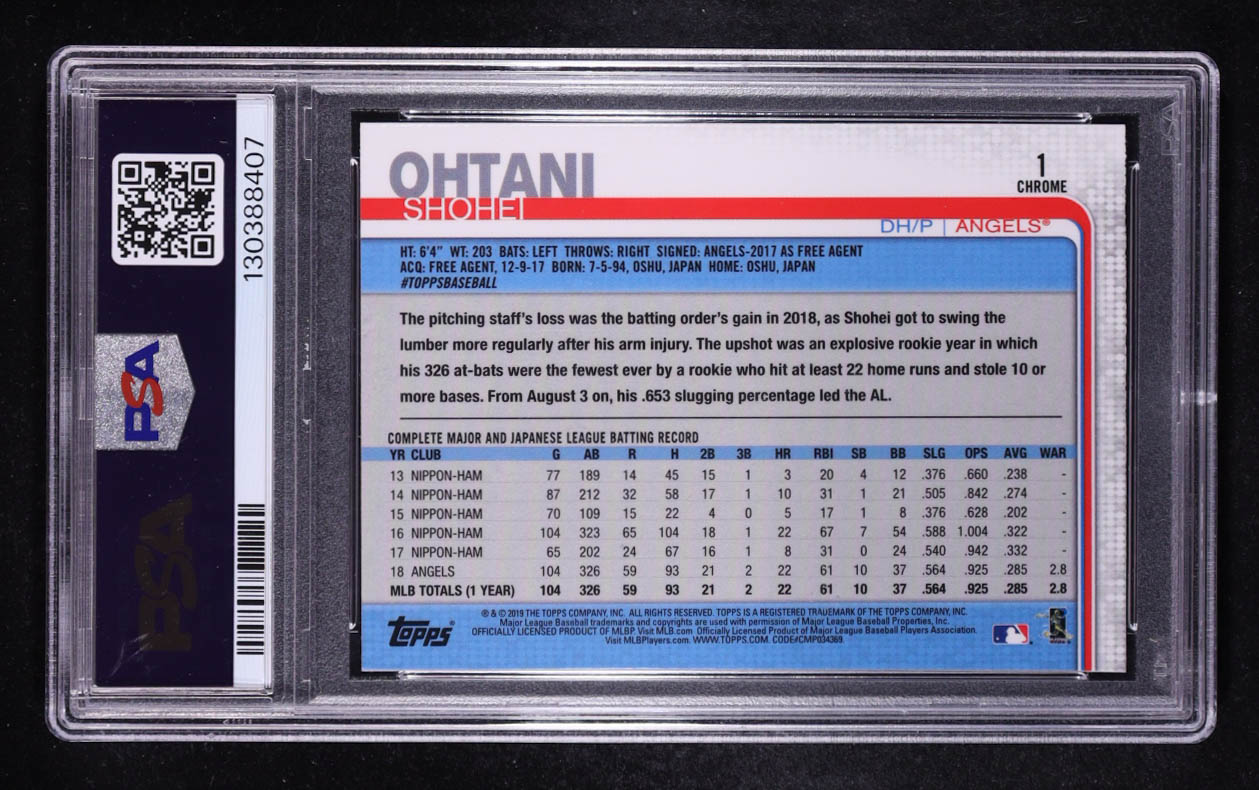 130388407
PSA
PSA
OHTANI
SHOHEI
1
CHROME
DH/P | ANGELS®
HT: 6'4" WT: 203 BATS: LEFT THROWS: RIGHT SIGNED: ANGELS-2017 AS FREE AGENT
ACQ: FREE AGENT, 12-9-17 BORN: 7-5-94, OSHU, JAPAN HOME: OSHU, JAPAN
#TOPPSBASEBALL
The pitching staff's loss was the batting order's gain in 2018, as Shohei got to swing the
lumber more regularly after his arm injury. The upshot was an explosive rookie year in which
his 326 at-bats were the fewest ever by a rookie who hit at least 22 home runs and stole 10 or
more bases. From August 3 on, his .653 slugging percentage led the AL.
COMPLETE MAJOR AND JAPANESE LEAGUE BATTING RECORD
YR CLUB G AB R H 2B 3B HR RBI SB BB SLG OPS AVG WAR
13 NIPPON-HAM 77 189 14 45 15 1 3 20 4 12 .376 .660 .238 -
14 NIPPON-HAM 87 212 32 58 17 1 10 31 1 21 .505 .842 .274 -
15 NIPPON-HAM 70 109 15 22 4 0 5 17 1 8 .376 .628 .202 -
16 NIPPON-HAM 104 323 65 104 18 1 22 67 7 54 .588 1.004 .322 -
17 NIPPON-HAM 65 202 24 67 16 1 8 31 0 24 .540 .942 .332 -
18 ANGELS 104 326 59 93 21 2 22 61 10 37 .564 .925 .285 2.8
MLB TOTALS (1 YEAR) 104 326 59 93 21 2 22 61 10 37 .564 .925 .285 2.8
topps®
® & © 2019 THE TOPPS COMPANY, INC. ALL RIGHTS RESERVED. TOPPS IS A REGISTERED TRADEMARK OF THE TOPPS COMPANY, INC.
Major League Baseball trademarks and copyrights are used with permission of Major League Baseball Properties, Inc.
OFFICIALLY LICENSED PRODUCT OF MLBP. Visit MLB.com Officially Licensed Product of Major League Baseball Players Association.
Visit MLBPlayers.com. WWW.TOPPS.COM. CODE#CMP034369.